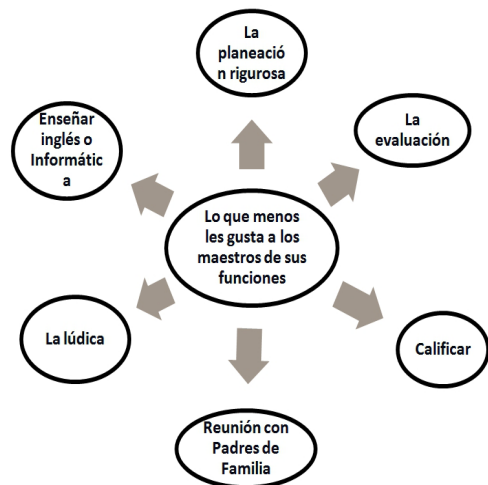 La
planeació
n rigurosa
La
evaluación
Enseñar
inglés o
Informátic
a
Lo que menos
les gusta a los
maestros de sus
funciones
La lúdica
Calificar
Reunión con
Padres de
Familia